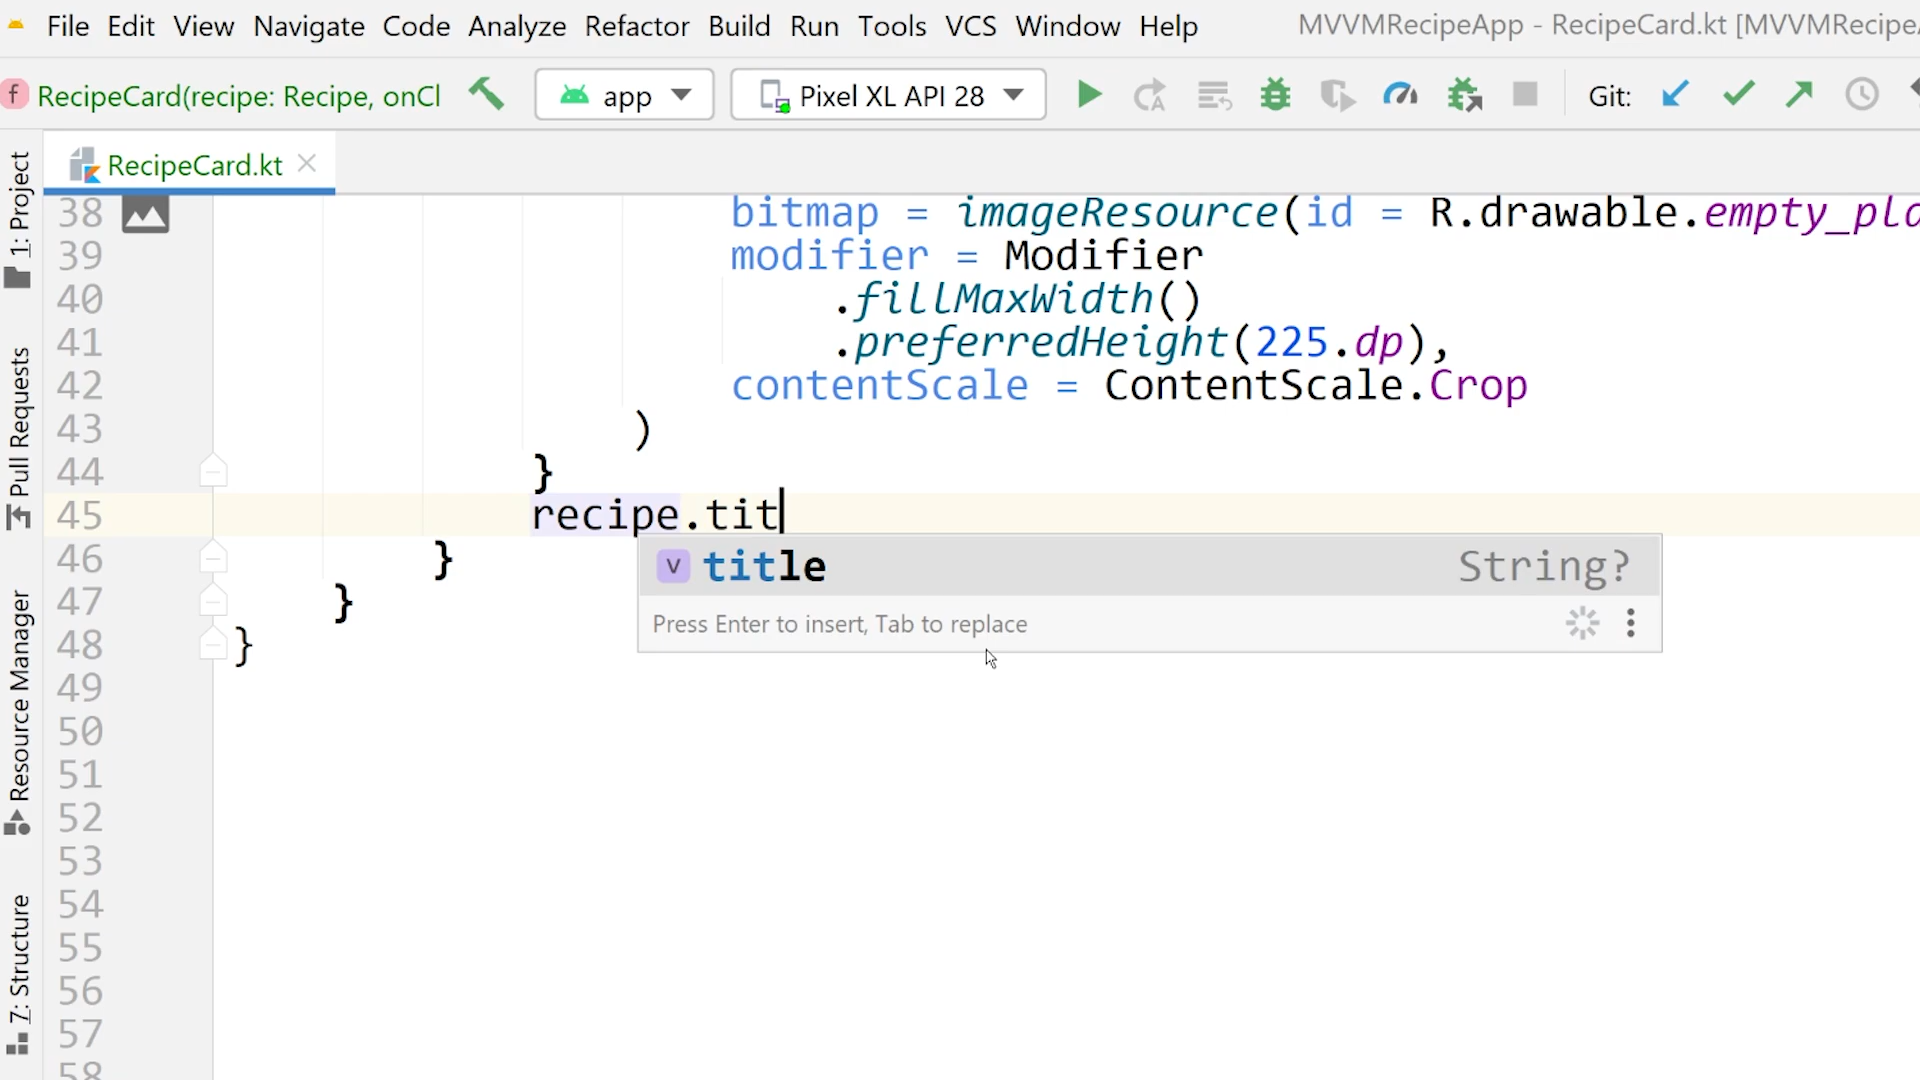 File Edit View Navigate Code Analyze Refactor Build Run Tools VCS Window Help MVVMRecipeApp - RecipeCard.kt [MVVMRecipeA
f RecipeCard(recipe: Recipe, onCl app Pixel XL API 28 Git:
RecipeCard.kt
1: Project
Pull Requests
Resource Manager
7: Structure
38 bitmap = imageResource(id = R.drawable.empty_pla
39 modifier = Modifier
40 .fillMaxWidth()
41 .preferredHeight(225.dp),
42 contentScale = ContentScale.Crop
43 )
44 }
45 recipe.tit
v title String?
Press Enter to insert, Tab to replace
46 }
47 }
48 }
49
50
51
52
53
54
55
56
57
58